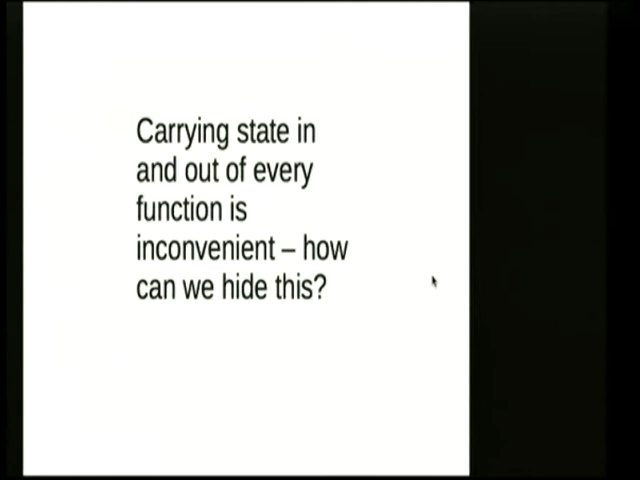 Carrying state in
and out of every
function is
inconvenient – how
can we hide this?